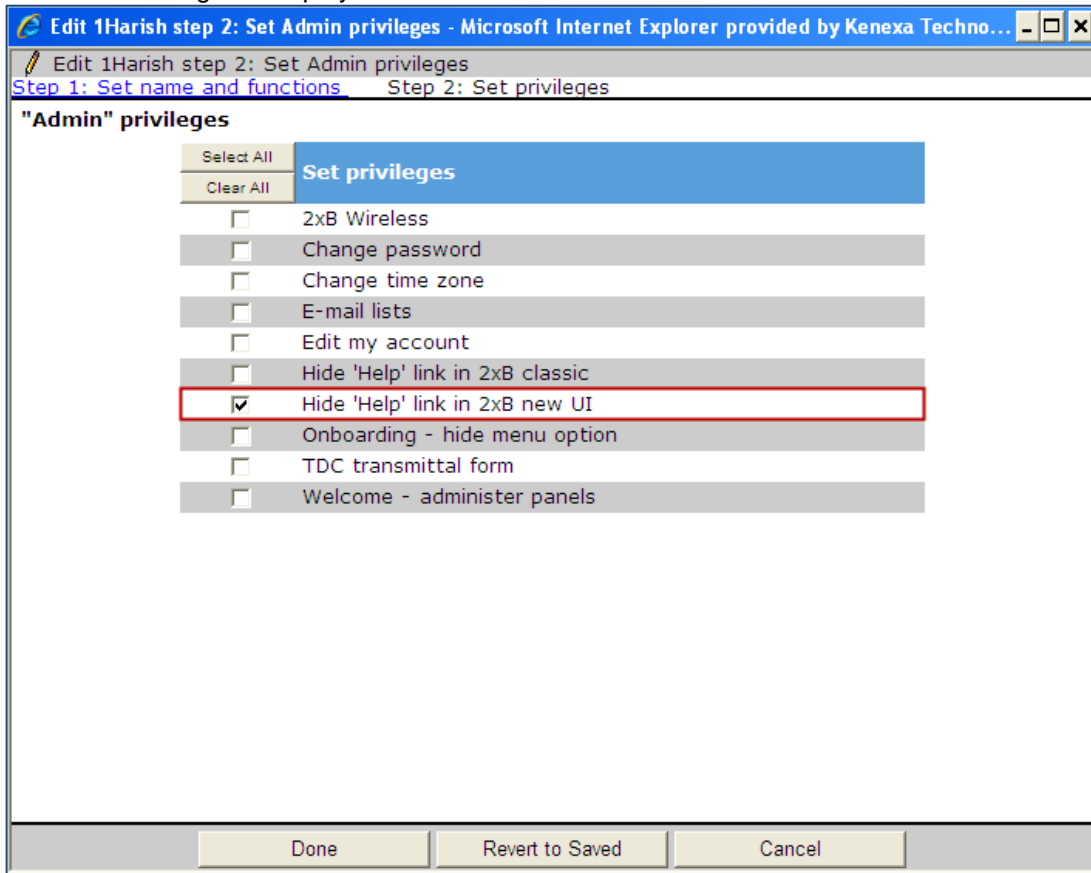 Edit 1Harish step 2: Set Admin privileges - Microsoft Internet Explorer provided by Kenexa Techno...
Edit 1Harish step 2: Set Admin privileges
Step 1: Set name and functions Step 2: Set privileges
"Admin" privileges
Select All
Clear All
Set privileges
2xB Wireless
Change password
Change time zone
E-mail lists
Edit my account
Hide 'Help' link in 2xB classic
Hide 'Help' link in 2xB new UI
Onboarding - hide menu option
TDC transmittal form
Welcome - administer panels
Done Revert to Saved Cancel